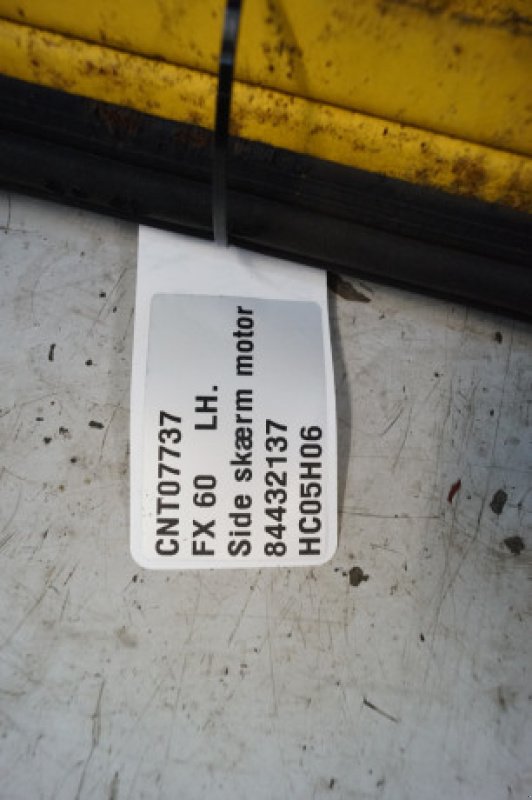 CNT07737
FX 60 LH.
Side skærm motor
84432137
HC05H06